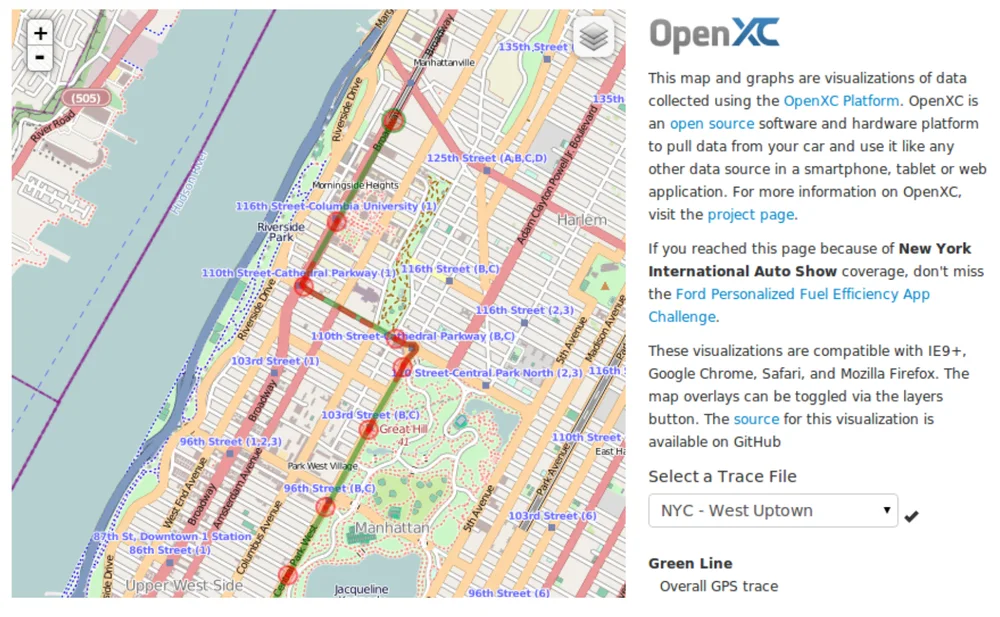 +
-
(505)
River Road
Hudson River
Riverside Drive
Broadway
Manhattanville
135th Street (
135th
125th Street (A,B,C,D)
Adam Clayton Powell Jr. Boulevard
Morningside Heights
116th Street-Columbia University (1)
Harlem
Riverside
Park
110th Street-Cathedral Parkway (1)
116th Street (B,C)
Riverside Drive
116th Street (2,3)
5th Avenue
Madison Avenue
110th Street-Cathedral Parkway (B,C)
103rd Street (1)
Street-Central Park North (2,3)
116th S
Broadway
103rd Street (B,C)
Great Hill
41
96th Street (1,2,3)
110th Street
East Ha
Park West Village
West End Avenue
Broadway
Amsterdam Avenue
Columbus Avenue
96th Street (B,C)
5th Avenue
Park Avenue
103rd Street (6)
Manhattan
87th St, Downtown 1 Station
86th Street (1)
Park West
Upper West Side
Jacqueline
96th Street (6)
OpenXC
This map and graphs are visualizations of data
collected using the OpenXC Platform. OpenXC is
an open source software and hardware platform
to pull data from your car and use it like any
other data source in a smartphone, tablet or web
application. For more information on OpenXC,
visit the project page.
If you reached this page because of New York
International Auto Show coverage, don't miss
the Ford Personalized Fuel Efficiency App
Challenge.
These visualizations are compatible with IE9+,
Google Chrome, Safari, and Mozilla Firefox. The
map overlays can be toggled via the layers
button. The source for this visualization is
available on GitHub
Select a Trace File
NYC - West Uptown
Green Line
Overall GPS trace